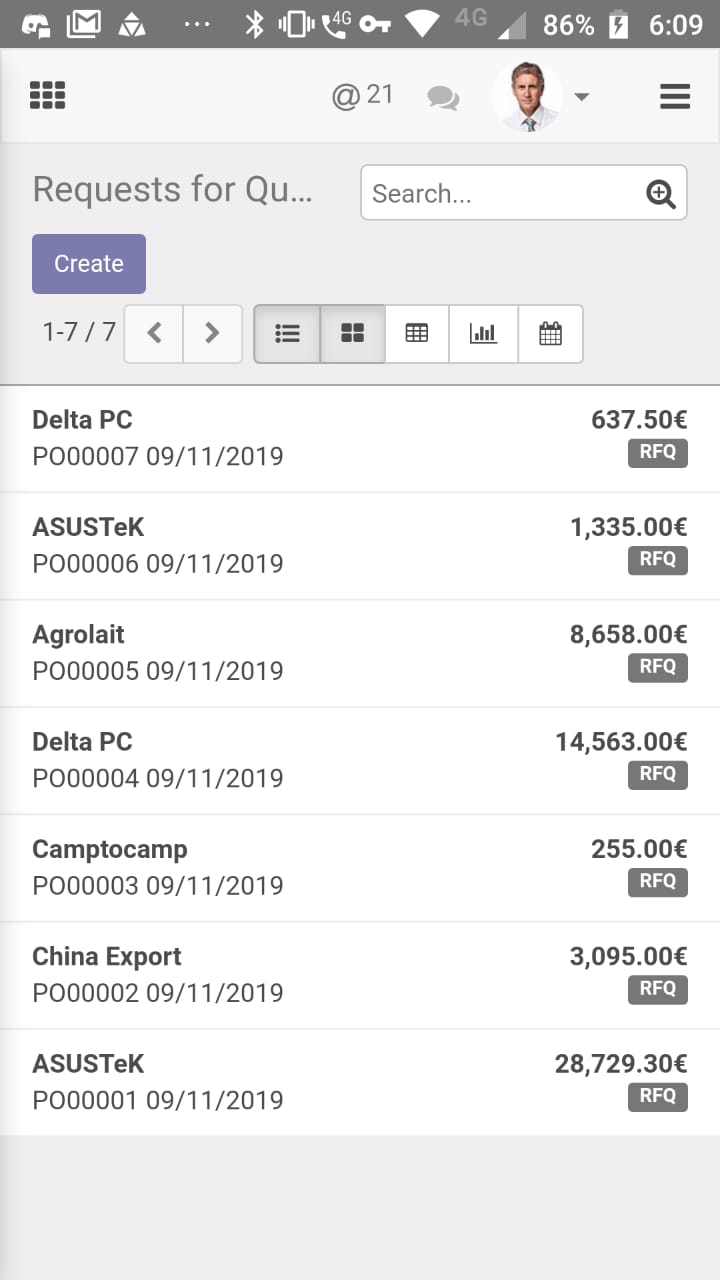 4G 4G 86% 6:09
@ 21
Requests for Qu... Search...
Create
1-7 / 7
Delta PC 637.50€
PO00007 09/11/2019 RFQ
ASUSTeK 1,335.00€
PO00006 09/11/2019 RFQ
Agrolait 8,658.00€
PO00005 09/11/2019 RFQ
Delta PC 14,563.00€
PO00004 09/11/2019 RFQ
Camptocamp 255.00€
PO00003 09/11/2019 RFQ
China Export 3,095.00€
PO00002 09/11/2019 RFQ
ASUSTeK 28,729.30€
PO00001 09/11/2019 RFQ